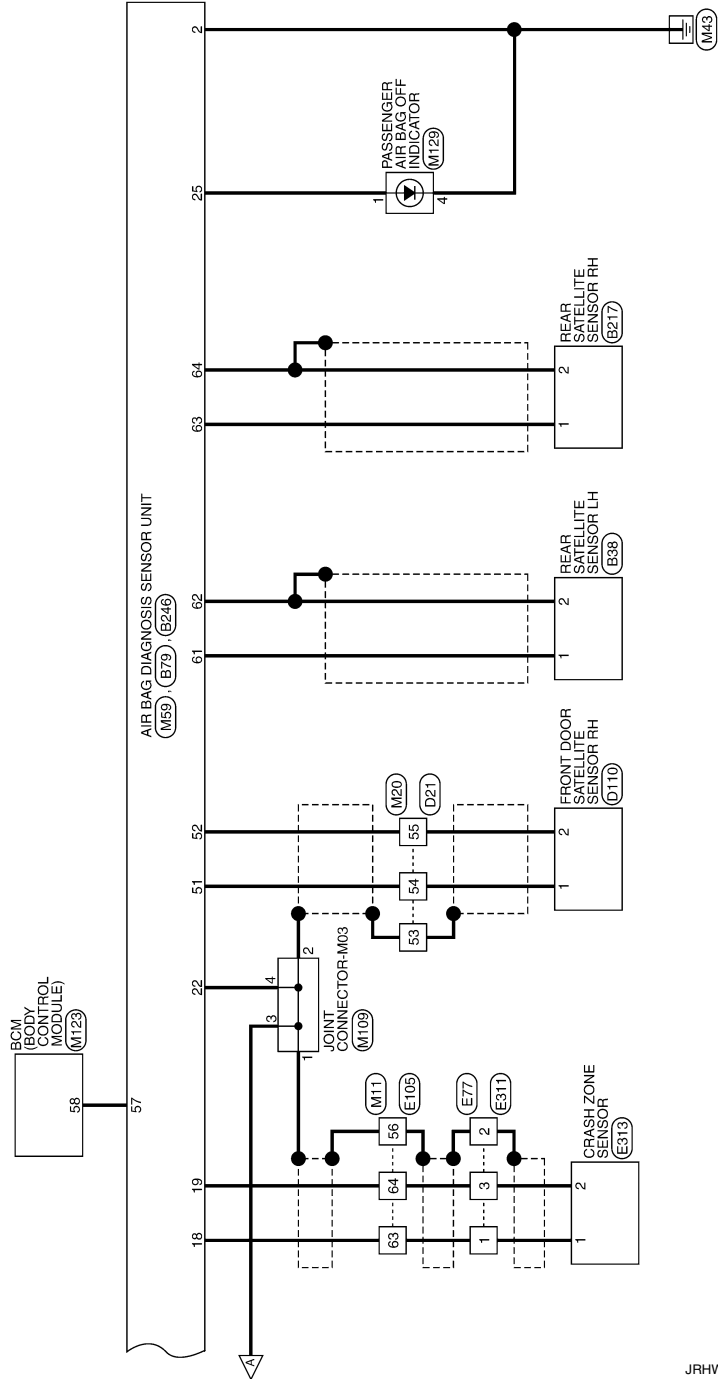 BCM
(BODY
CONTROL
MODULE)
M123
58
57
AIR BAG DIAGNOSIS SENSOR UNIT
M59 , B79 , B246
18
19
22
51
52
61
62
63
64
25
2
A
3
4
1
2
JOINT
CONNECTOR-M03
M109
63
64
56
M11
E105
1
3
2
E77
E311
1
2
CRASH ZONE
SENSOR
E313
53
54
55
M20
D21
1
2
FRONT DOOR
SATELLITE
SENSOR RH
D110
1
2
REAR
SATELLITE
SENSOR LH
B38
1
2
REAR
SATELLITE
SENSOR RH
B217
1
4
PASSENGER
AIR BAG OFF
INDICATOR
M129
M43
JRHW